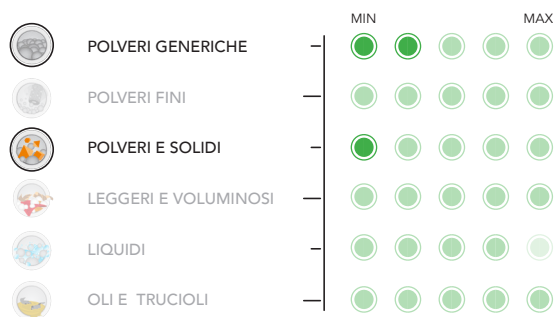 MIN MAX
POLVERI GENERICHE
POLVERI FINI
POLVERI E SOLIDI
LEGGERI E VOLUMINOSI
LIQUIDI
OLI E TRUCIOLI